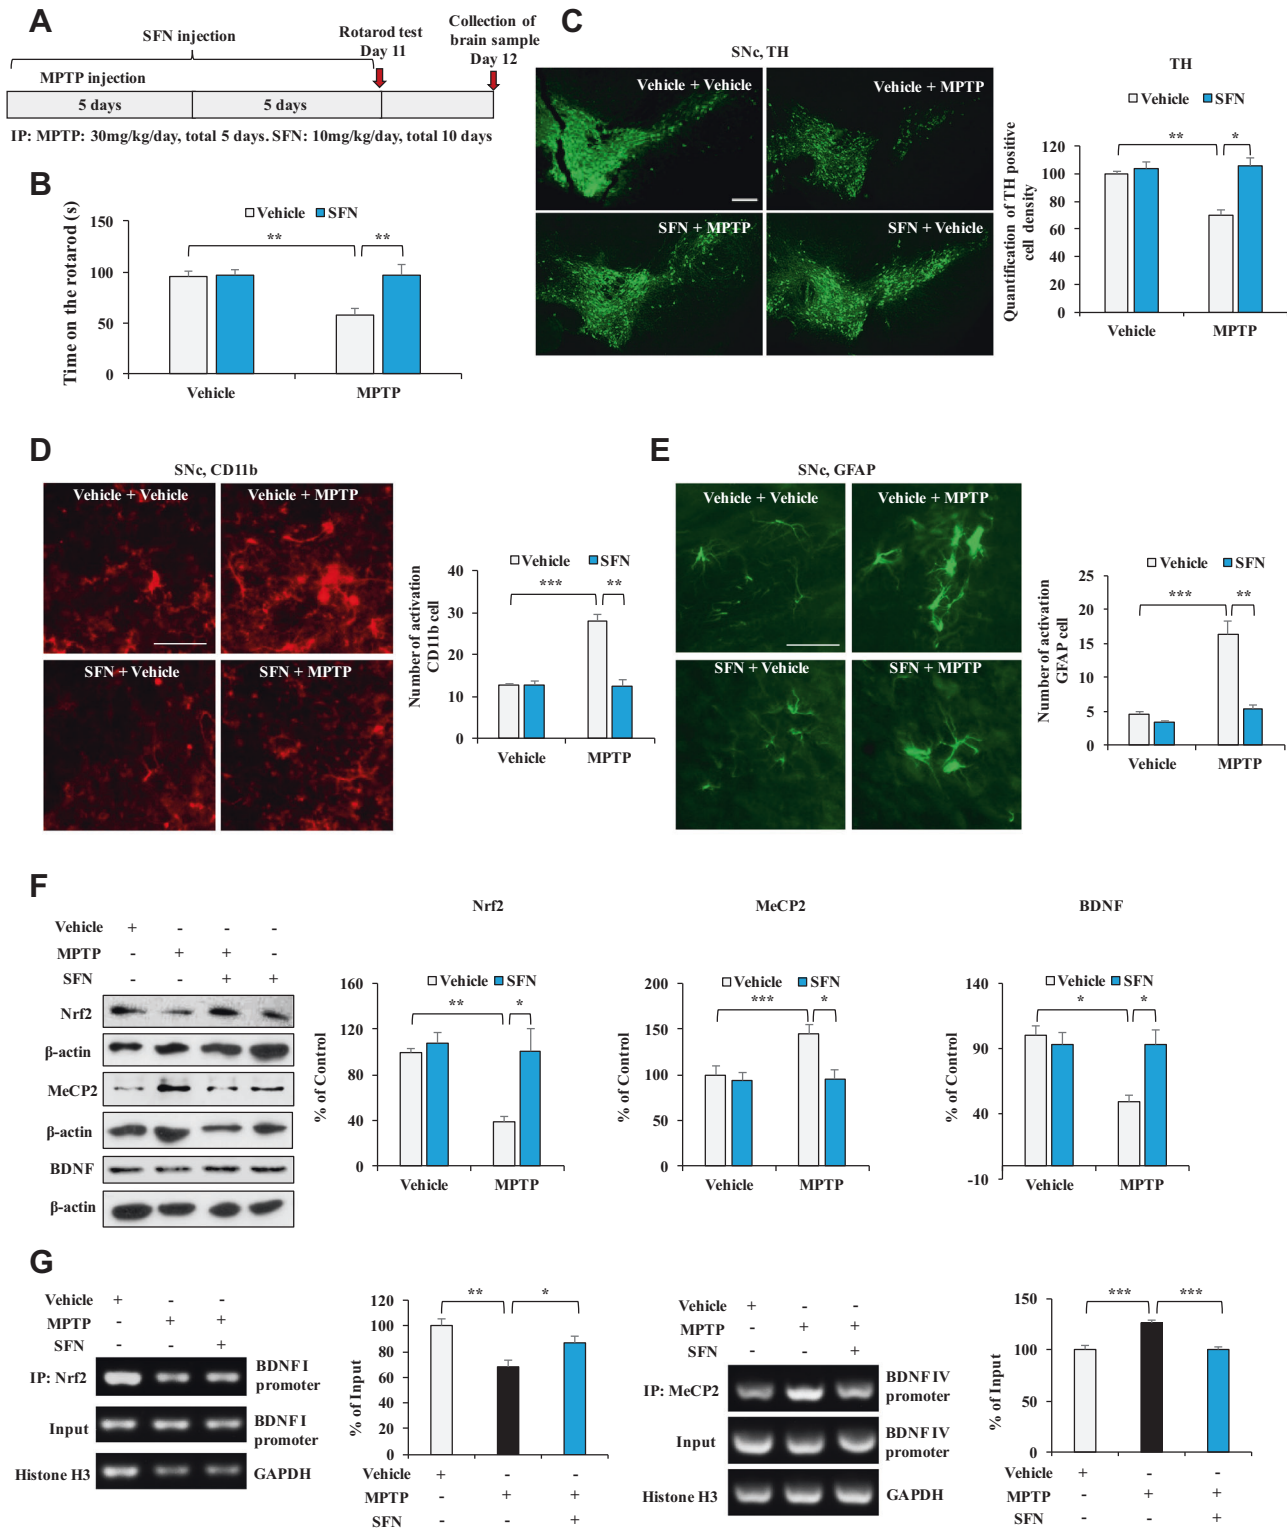 A
SFN injection
Rotarod test
Day 11
Collection of
brain sample
Day 12
MPTP injection
5 days
5 days
IP: MPTP: 30mg/kg/day, total 5 days. SFN: 10mg/kg/day, total 10 days
B
Vehicle SFN
** **
Time on the rotarod (s)
150
100
50
0
Vehicle MPTP
C
SNc, TH
Vehicle + Vehicle
Vehicle + MPTP
SFN + MPTP
SFN + Vehicle
TH
Vehicle SFN
** *
Quantification of TH positive
cell density
120
100
80
60
40
20
0
Vehicle MPTP
D
SNc, CD11b
Vehicle + Vehicle
Vehicle + MPTP
SFN + Vehicle
SFN + MPTP
Vehicle SFN
*** **
Number of activation
CD11b cell
40
30
20
10
0
Vehicle MPTP
E
SNc, GFAP
Vehicle + Vehicle
Vehicle + MPTP
SFN + Vehicle
SFN + MPTP
Vehicle SFN
*** **
Number of activation
GFAP cell
25
20
15
10
5
0
Vehicle MPTP
F
Vehicle + - - -
MPTP - + + -
SFN - - + +
Nrf2
β-actin
MeCP2
β-actin
BDNF
β-actin
Nrf2
Vehicle SFN
** *
% of Control
160
120
80
40
0
Vehicle MPTP
MeCP2
Vehicle SFN
*** *
% of Control
200
150
100
50
0
Vehicle MPTP
BDNF
Vehicle SFN
* *
% of Control
140
90
40
-10
Vehicle MPTP
G
Vehicle + - -
MPTP - + +
SFN - - +
IP: Nrf2
BDNF I
promoter
Input
BDNF I
promoter
Histone H3
GAPDH
** *
% of Input
120
100
80
60
40
20
0
Vehicle + - -
MPTP - + +
SFN - - +
Vehicle + - -
MPTP - + +
SFN - - +
IP: MeCP2
BDNF IV
promoter
Input
BDNF IV
promoter
Histone H3
GAPDH
*** ***
% of Input
150
100
50
0
Vehicle + - -
MPTP - + +
SFN - - +